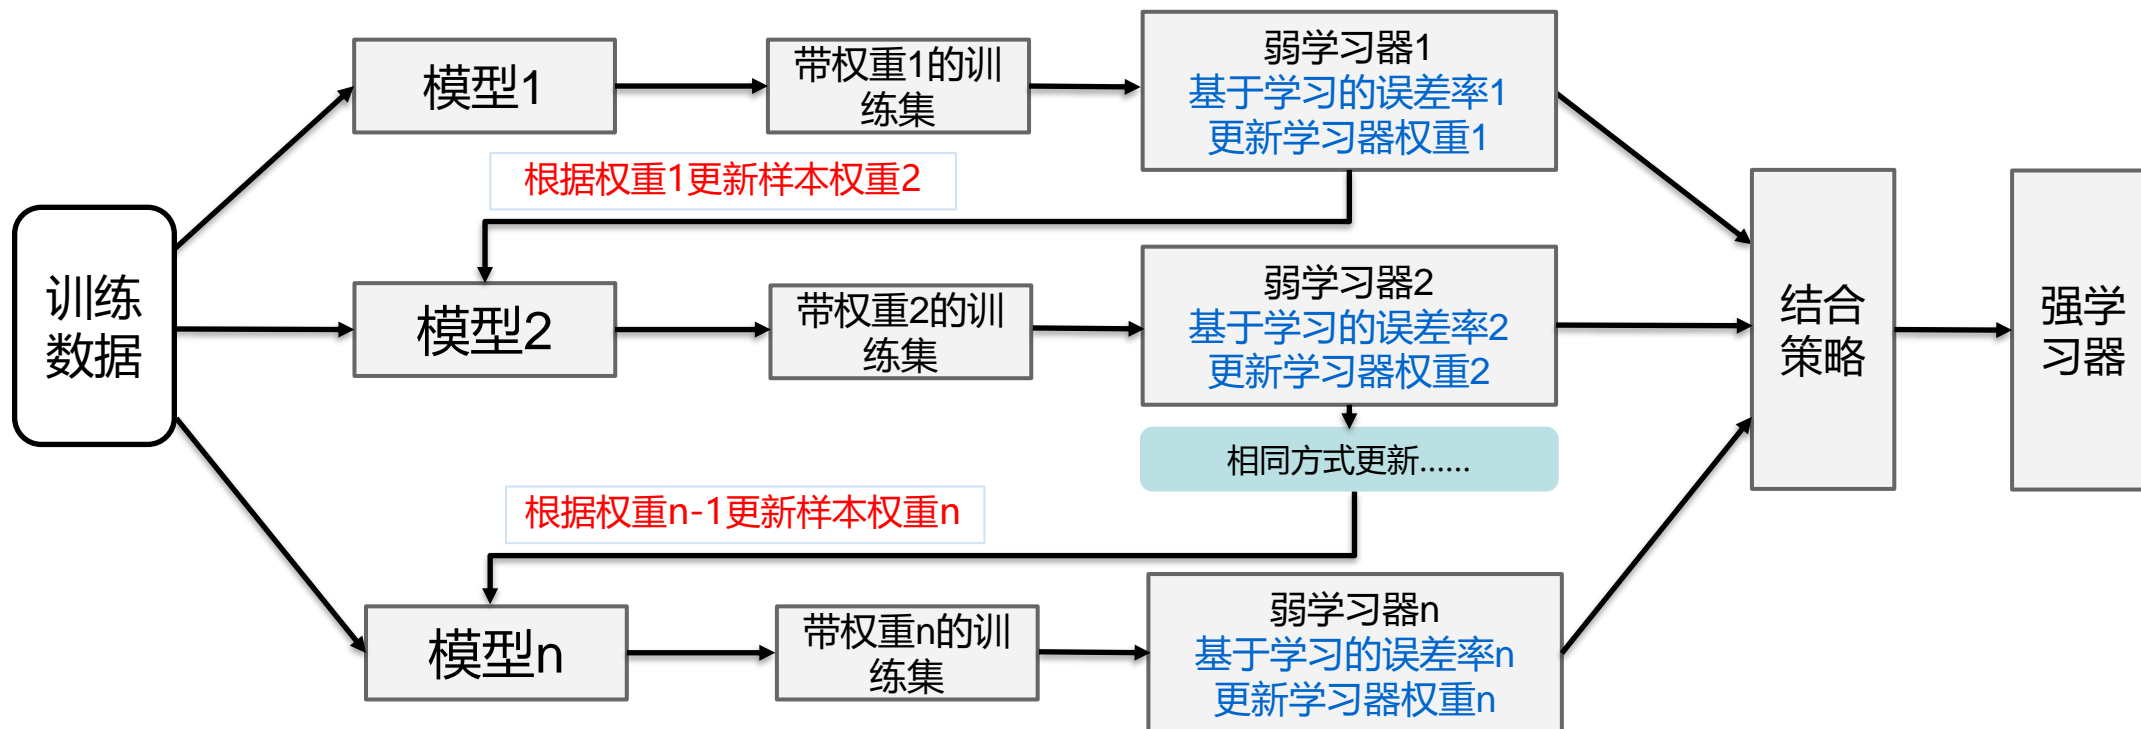 训练
数据
模型1
带权重1的训
练集
弱学习器1
基于学习的误差率1
更新学习器权重1
根据权重1更新样本权重2
模型2
带权重2的训
练集
弱学习器2
基于学习的误差率2
更新学习器权重2
相同方式更新......
根据权重n-1更新样本权重n
模型n
带权重n的训
练集
弱学习器n
基于学习的误差率n
更新学习器权重n
结合
策略
强学
习器